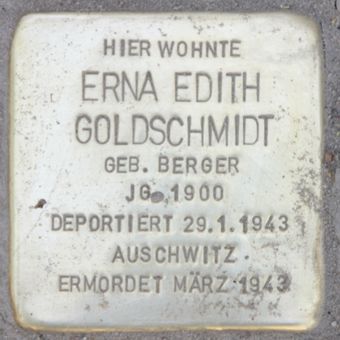 HIER WOHNTE
ERNA EDITH
GOLDSCHMIDT
GEB. BERGER
JG. 1900
DEPORTIERT 29.1.1943
AUSCHWITZ
ERMORDET MÄRZ 1943